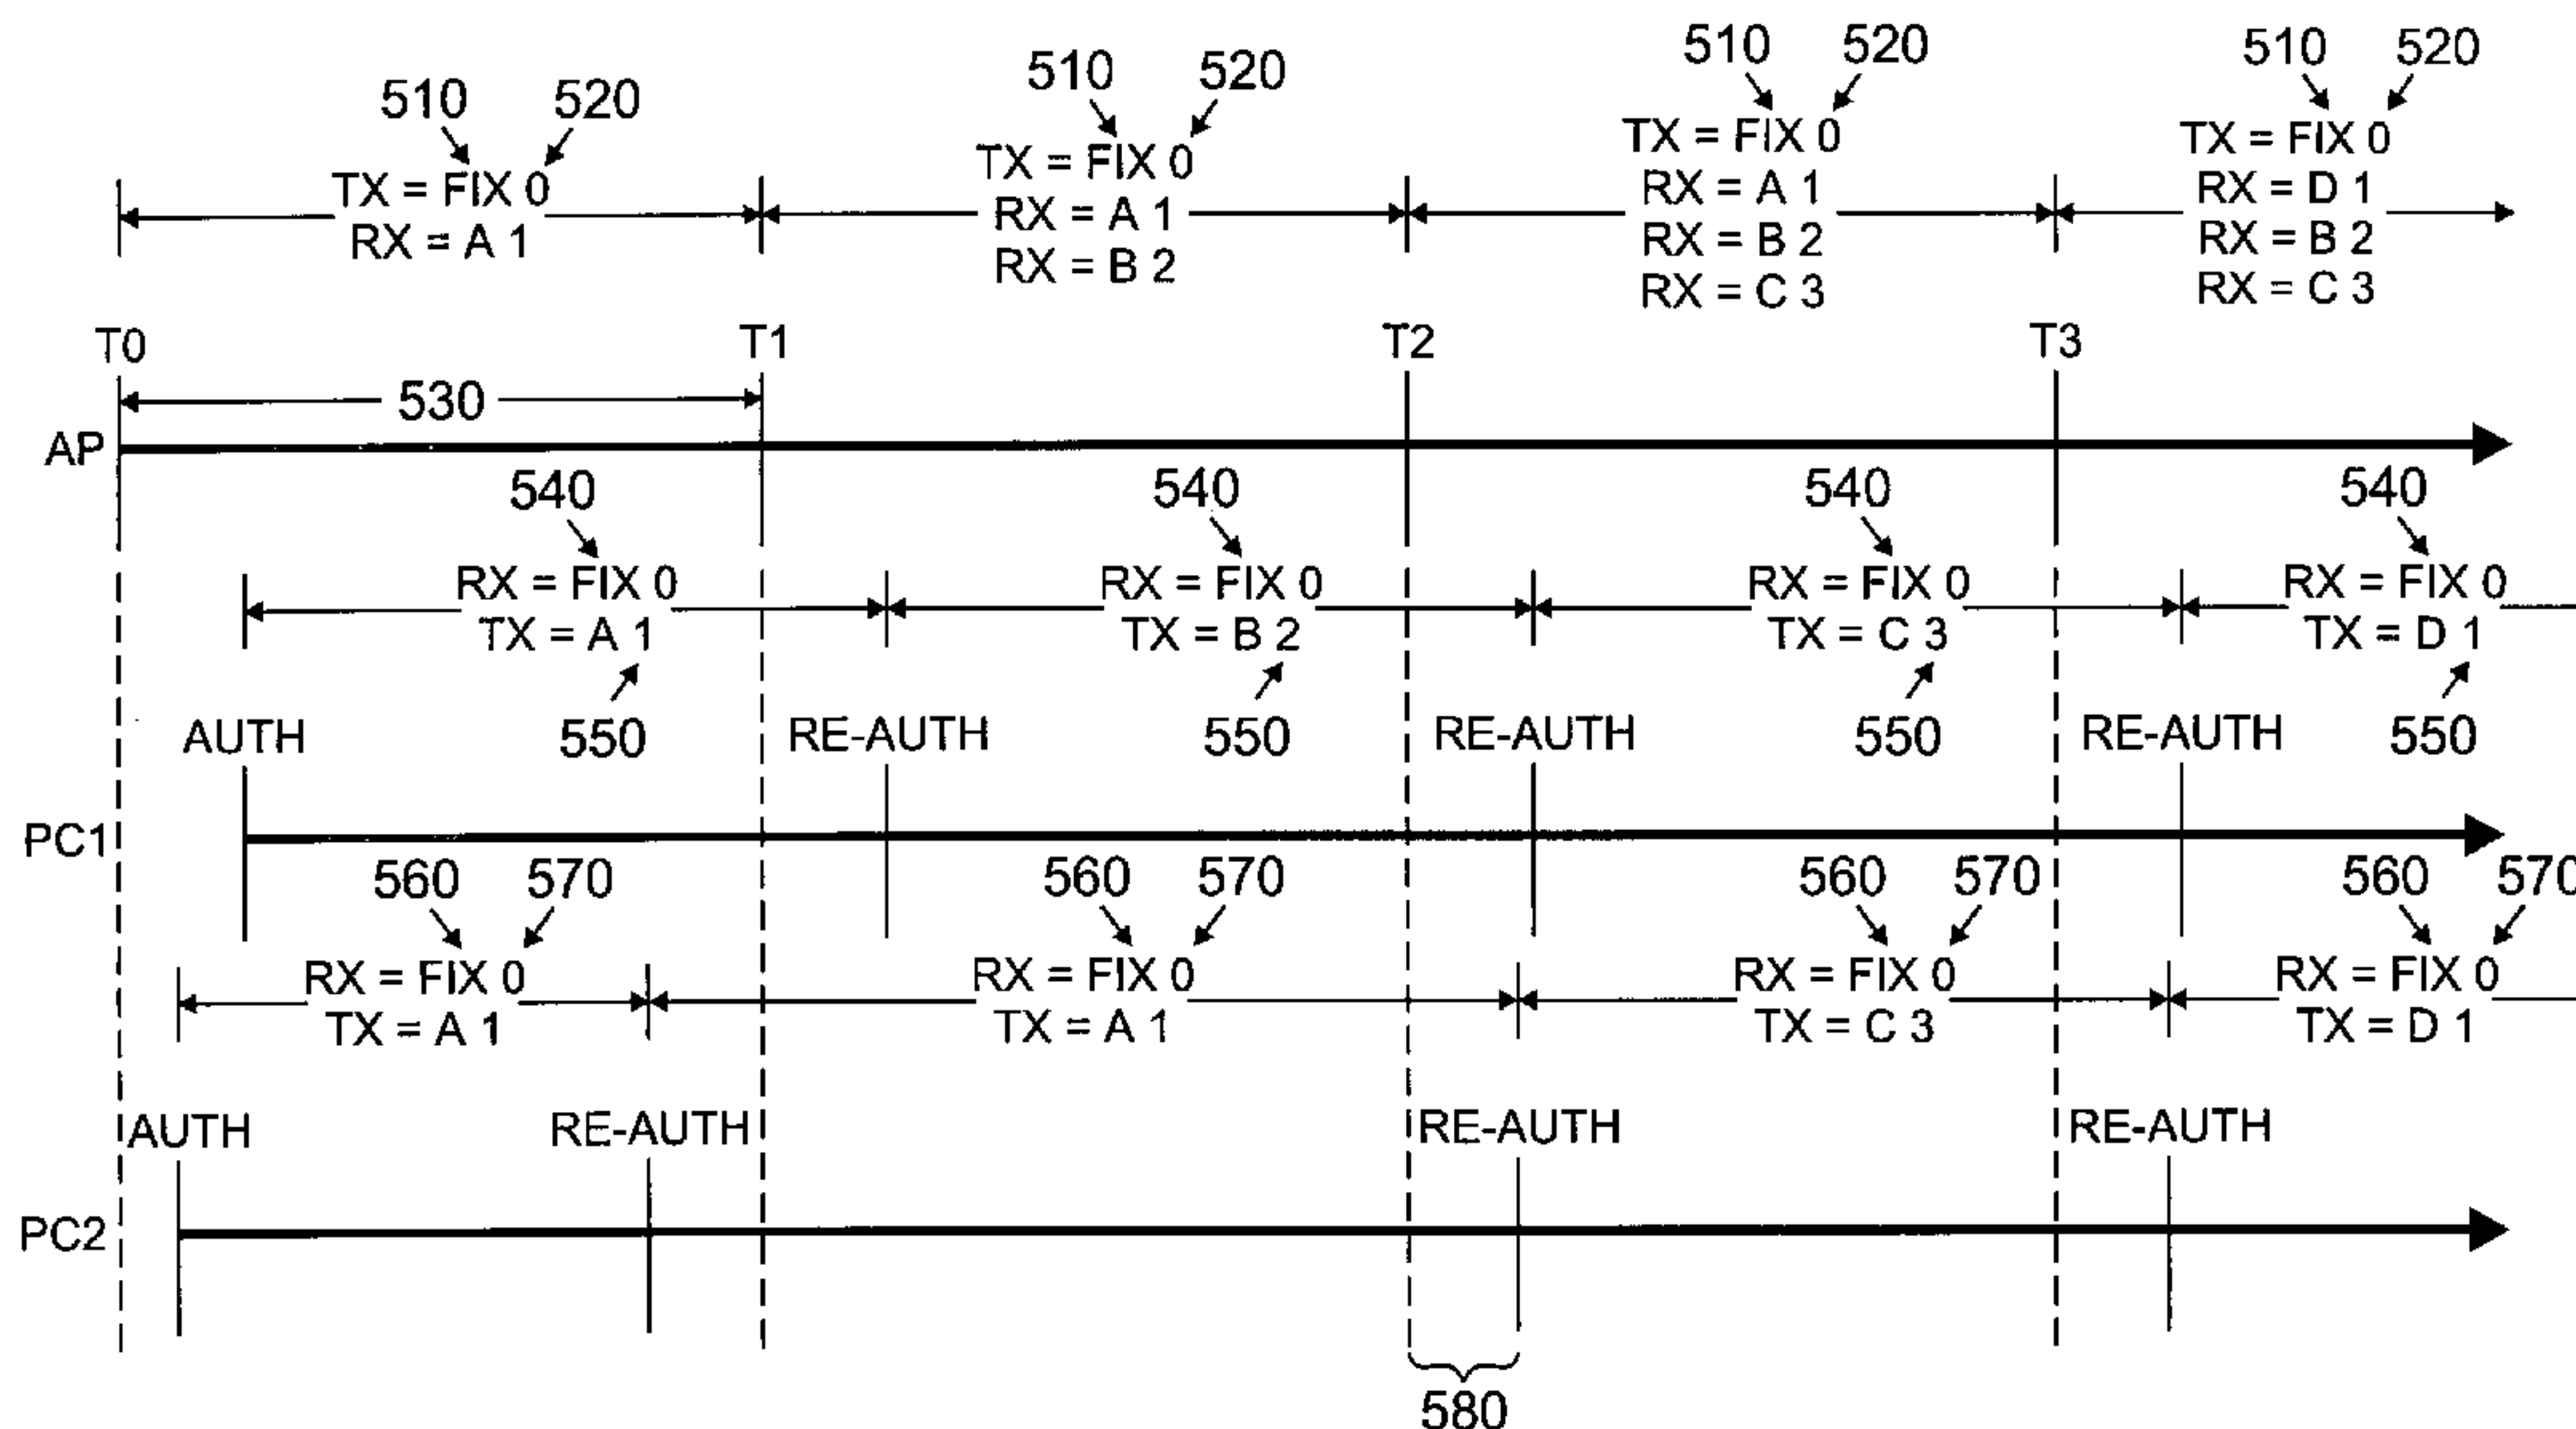 510 520 510 520 510 520 510 520
TX = FIX 0 TX = FIX 0 TX = FIX 0 TX = FIX 0
RX = A 1 RX = A 1 RX = A 1 RX = D 1
RX = B 2 RX = B 2 RX = B 2
RX = C 3 RX = C 3
T0 T1 T2 T3
530
AP
540 540 540 540
RX = FIX 0 RX = FIX 0 RX = FIX 0 RX = FIX 0
TX = A 1 TX = B 2 TX = C 3 TX = D 1
550 550 550 550
AUTH RE-AUTH RE-AUTH RE-AUTH
PC1
560 570 560 570 560 570 560 570
RX = FIX 0 RX = FIX 0 RX = FIX 0 RX = FIX 0
TX = A 1 TX = A 1 TX = C 3 TX = D 1
AUTH RE-AUTH RE-AUTH RE-AUTH
PC2
580